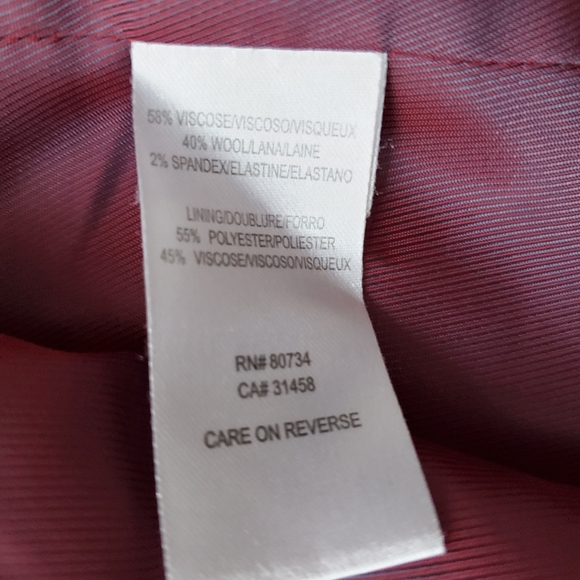 58% VISCOSE/VISCOSO/VISQUEUX
40% WOOL/LANA/LAINE
2% SPANDEX/ELASTINE/ELASTANO
LINING/DOUBLURE/FORRO
55% POLYESTER/POLIESTER
45% VISCOSE/VISCOSO/VISQUEUX
RN# 80734
CA# 31458
CARE ON REVERSE